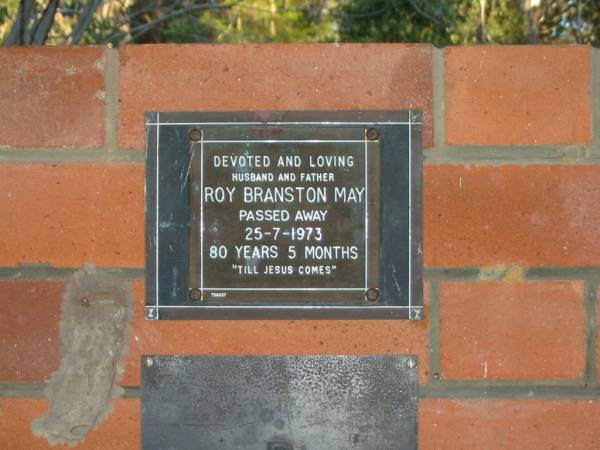 DEVOTED AND LOVING
HUSBAND AND FATHER
ROY BRANSTON MAY
PASSED AWAY
25-7-1973
80 YEARS 5 MONTHS
"TILL JESUS COMES"